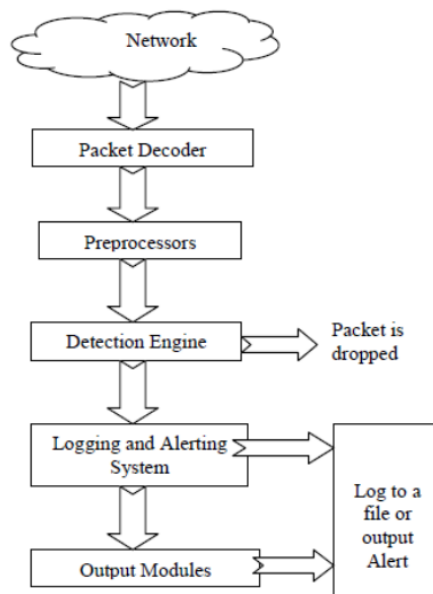 Network
Packet Decoder
Preprocessors
Detection Engine
Packet is
dropped
Logging and Alerting
System
Log to a
file or
output
Alert
Output Modules